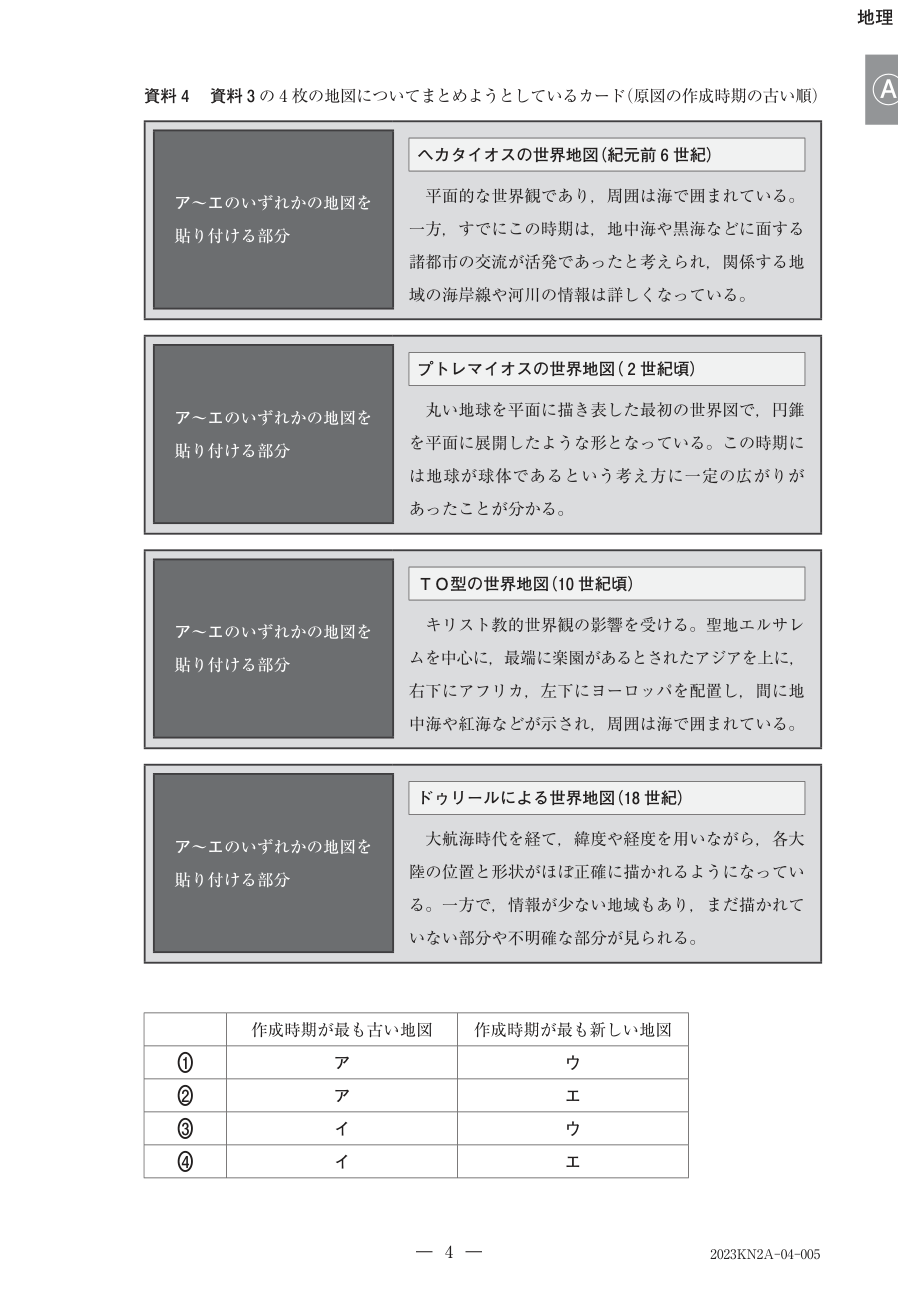 地理
Ⓐ
資料4 資料3の4枚の地図についてまとめようとしているカード(原図の作成時期の古い順)
ア～エのいずれかの地図を
貼り付ける部分
ヘカタイオスの世界地図(紀元前6世紀)
平面的な世界観であり，周囲は海で囲まれている。
一方，すでにこの時期は，地中海や黒海などに面する
諸都市の交流が活発であったと考えられ，関係する地
域の海岸線や河川の情報は詳しくなっている。
ア～エのいずれかの地図を
貼り付ける部分
プトレマイオスの世界地図(2世紀頃)
丸い地球を平面に描き表した最初の世界図で，円錐
を平面に展開したような形となっている。この時期に
は地球が球体であるという考え方に一定の広がりが
あったことが分かる。
ア～エのいずれかの地図を
貼り付ける部分
TO型の世界地図(10世紀頃)
キリスト教的世界観の影響を受ける。聖地エルサレ
ムを中心に，最端に楽園があるとされたアジアを上に，
右下にアフリカ，左下にヨーロッパを配置し，間に地
中海や紅海などが示され，周囲は海で囲まれている。
ア～エのいずれかの地図を
貼り付ける部分
ドゥリールによる世界地図(18世紀)
大航海時代を経て，緯度や経度を用いながら，各大
陸の位置と形状がほぼ正確に描かれるようになってい
る。一方で，情報が少ない地域もあり，まだ描かれて
いない部分や不明確な部分が見られる。
作成時期が最も古い地図 作成時期が最も新しい地図
① ア ウ
② ア エ
③ イ ウ
④ イ エ
— 4 —
2023KN2A-04-005